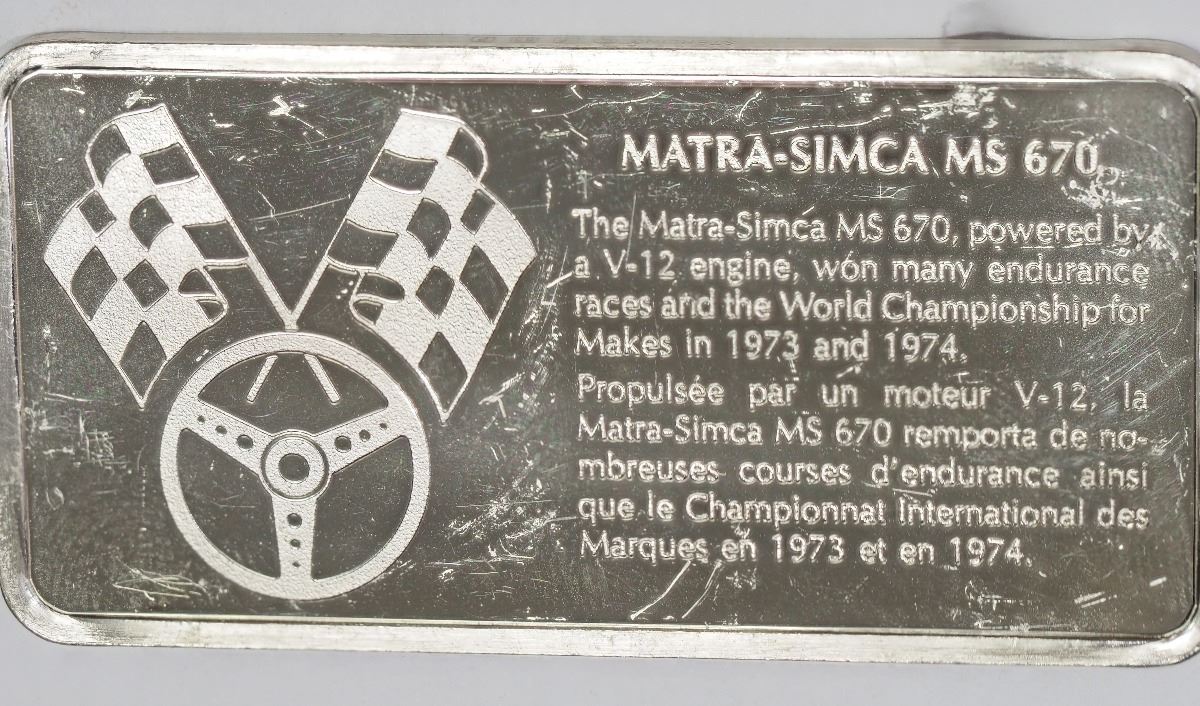 MATRA-SIMCA MS 670
The Matra-Simca MS 670, powered by
a V-12 engine, won many endurance
races and the World Championship for
Makes in 1973 and 1974.
Propulsée par un moteur V-12, la
Matra-Simca MS 670 remporta de no-
mbreuses courses d'endurance ainsi
que le Championnat International des
Marques en 1973 et en 1974.